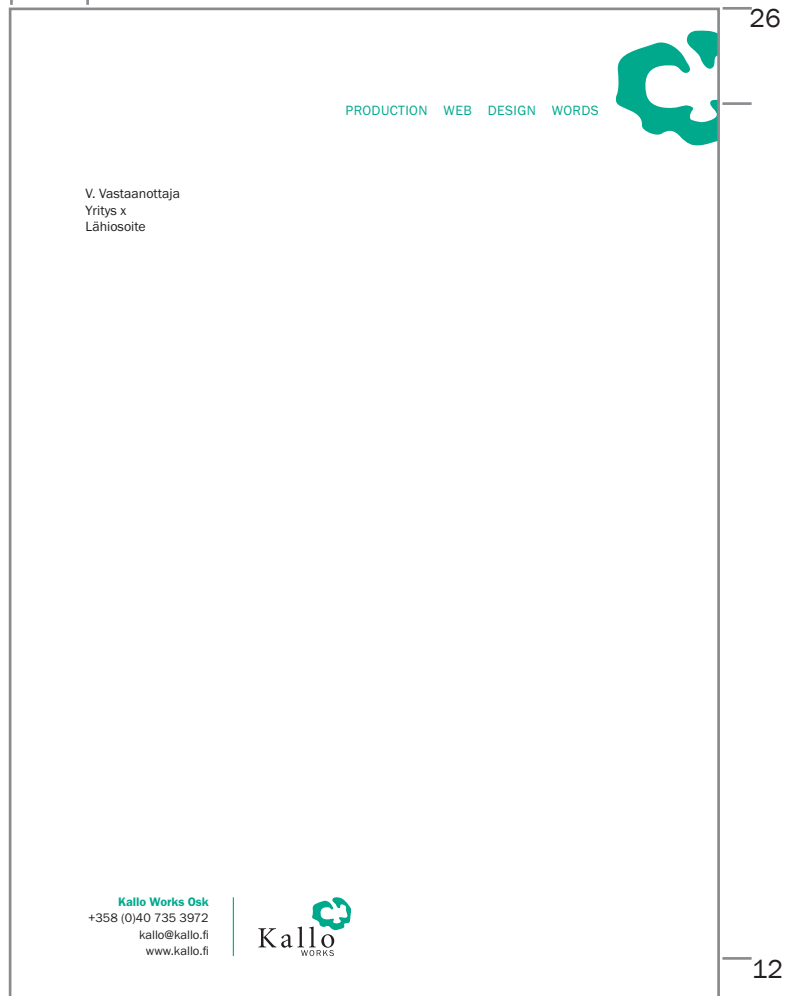 26
PRODUCTION WEB DESIGN WORDS
V. Vastaanottaja
Yritys x
Lähiosoite
Kallo Works Osk
+358 (0)40 735 3972
kallo@kallo.fi
www.kallo.fi
Kallo
WORKS
12